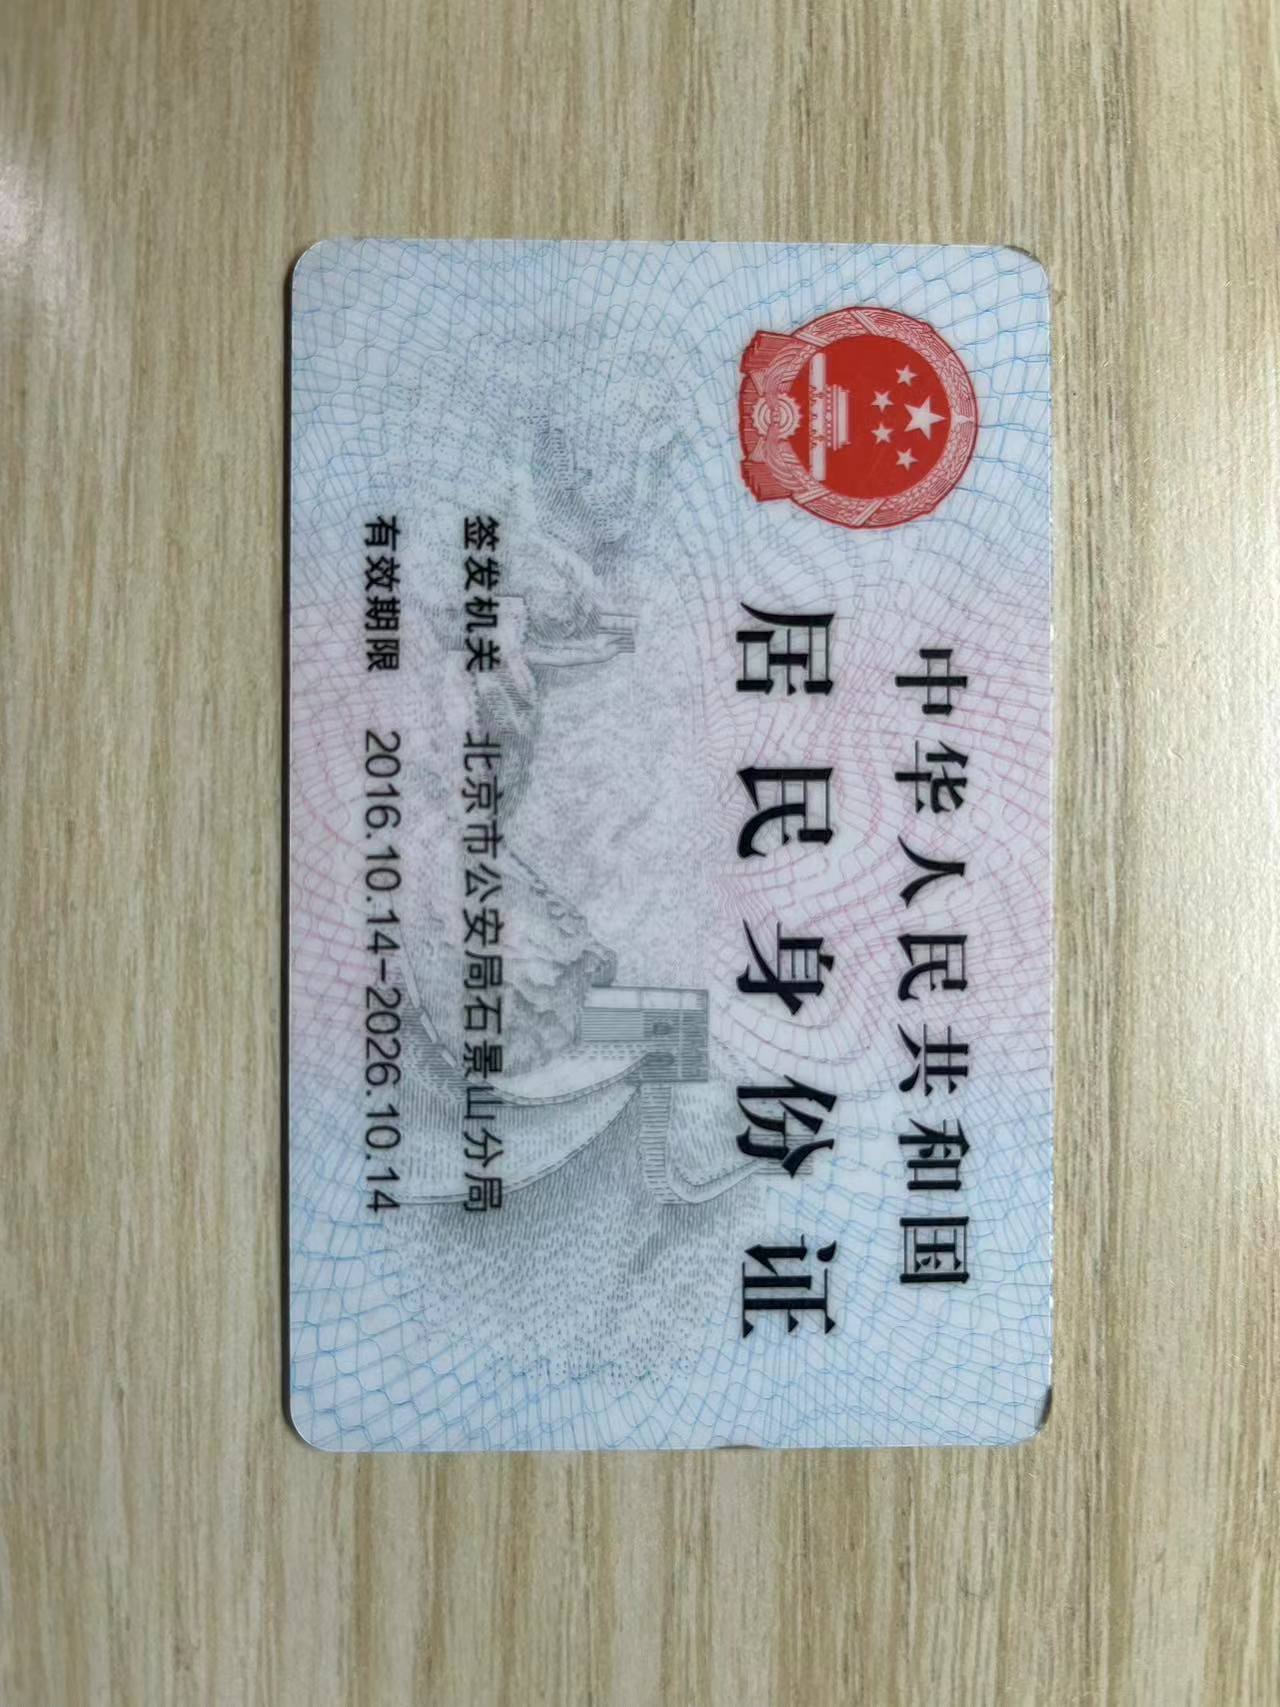 中华人民共和国
居民身份证
签发机关 北京市公安局石景山分局
有效期限 2016.10.14-2026.10.14